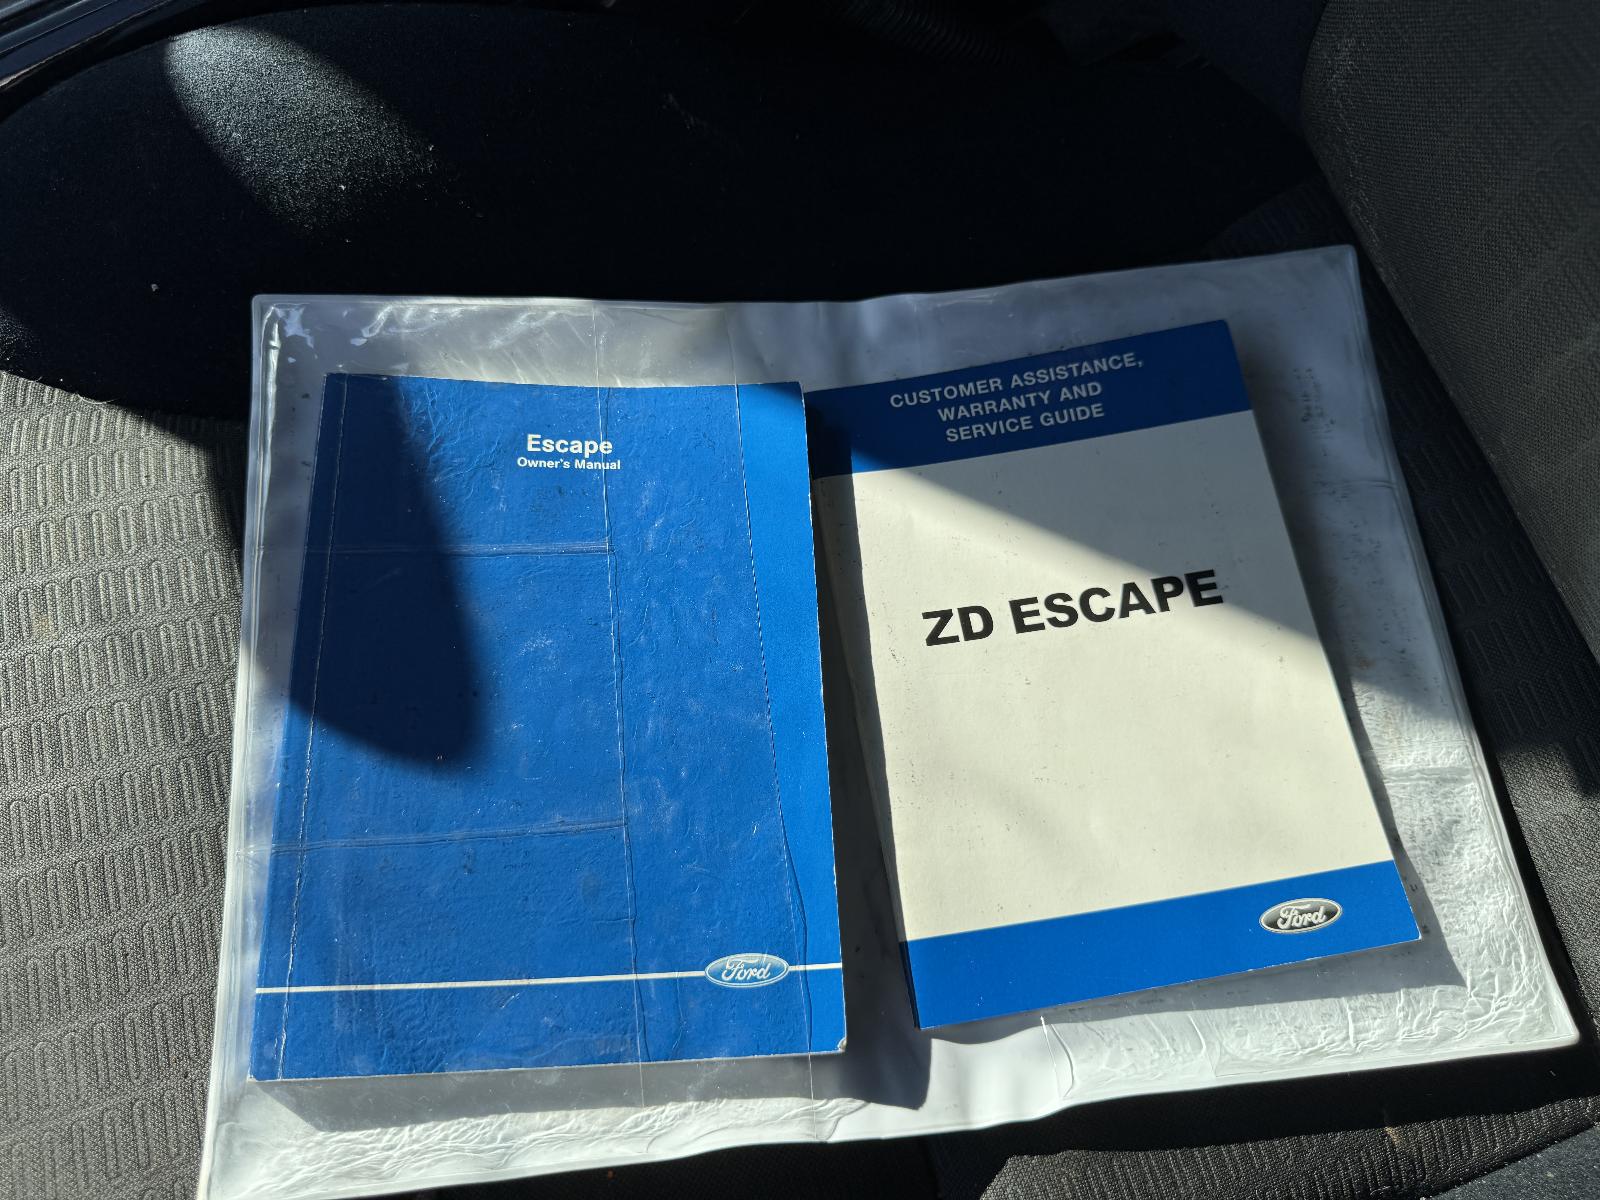 Escape
Owner's Manual
Ford
CUSTOMER ASSISTANCE,
WARRANTY AND
SERVICE GUIDE
ZD ESCAPE
Ford